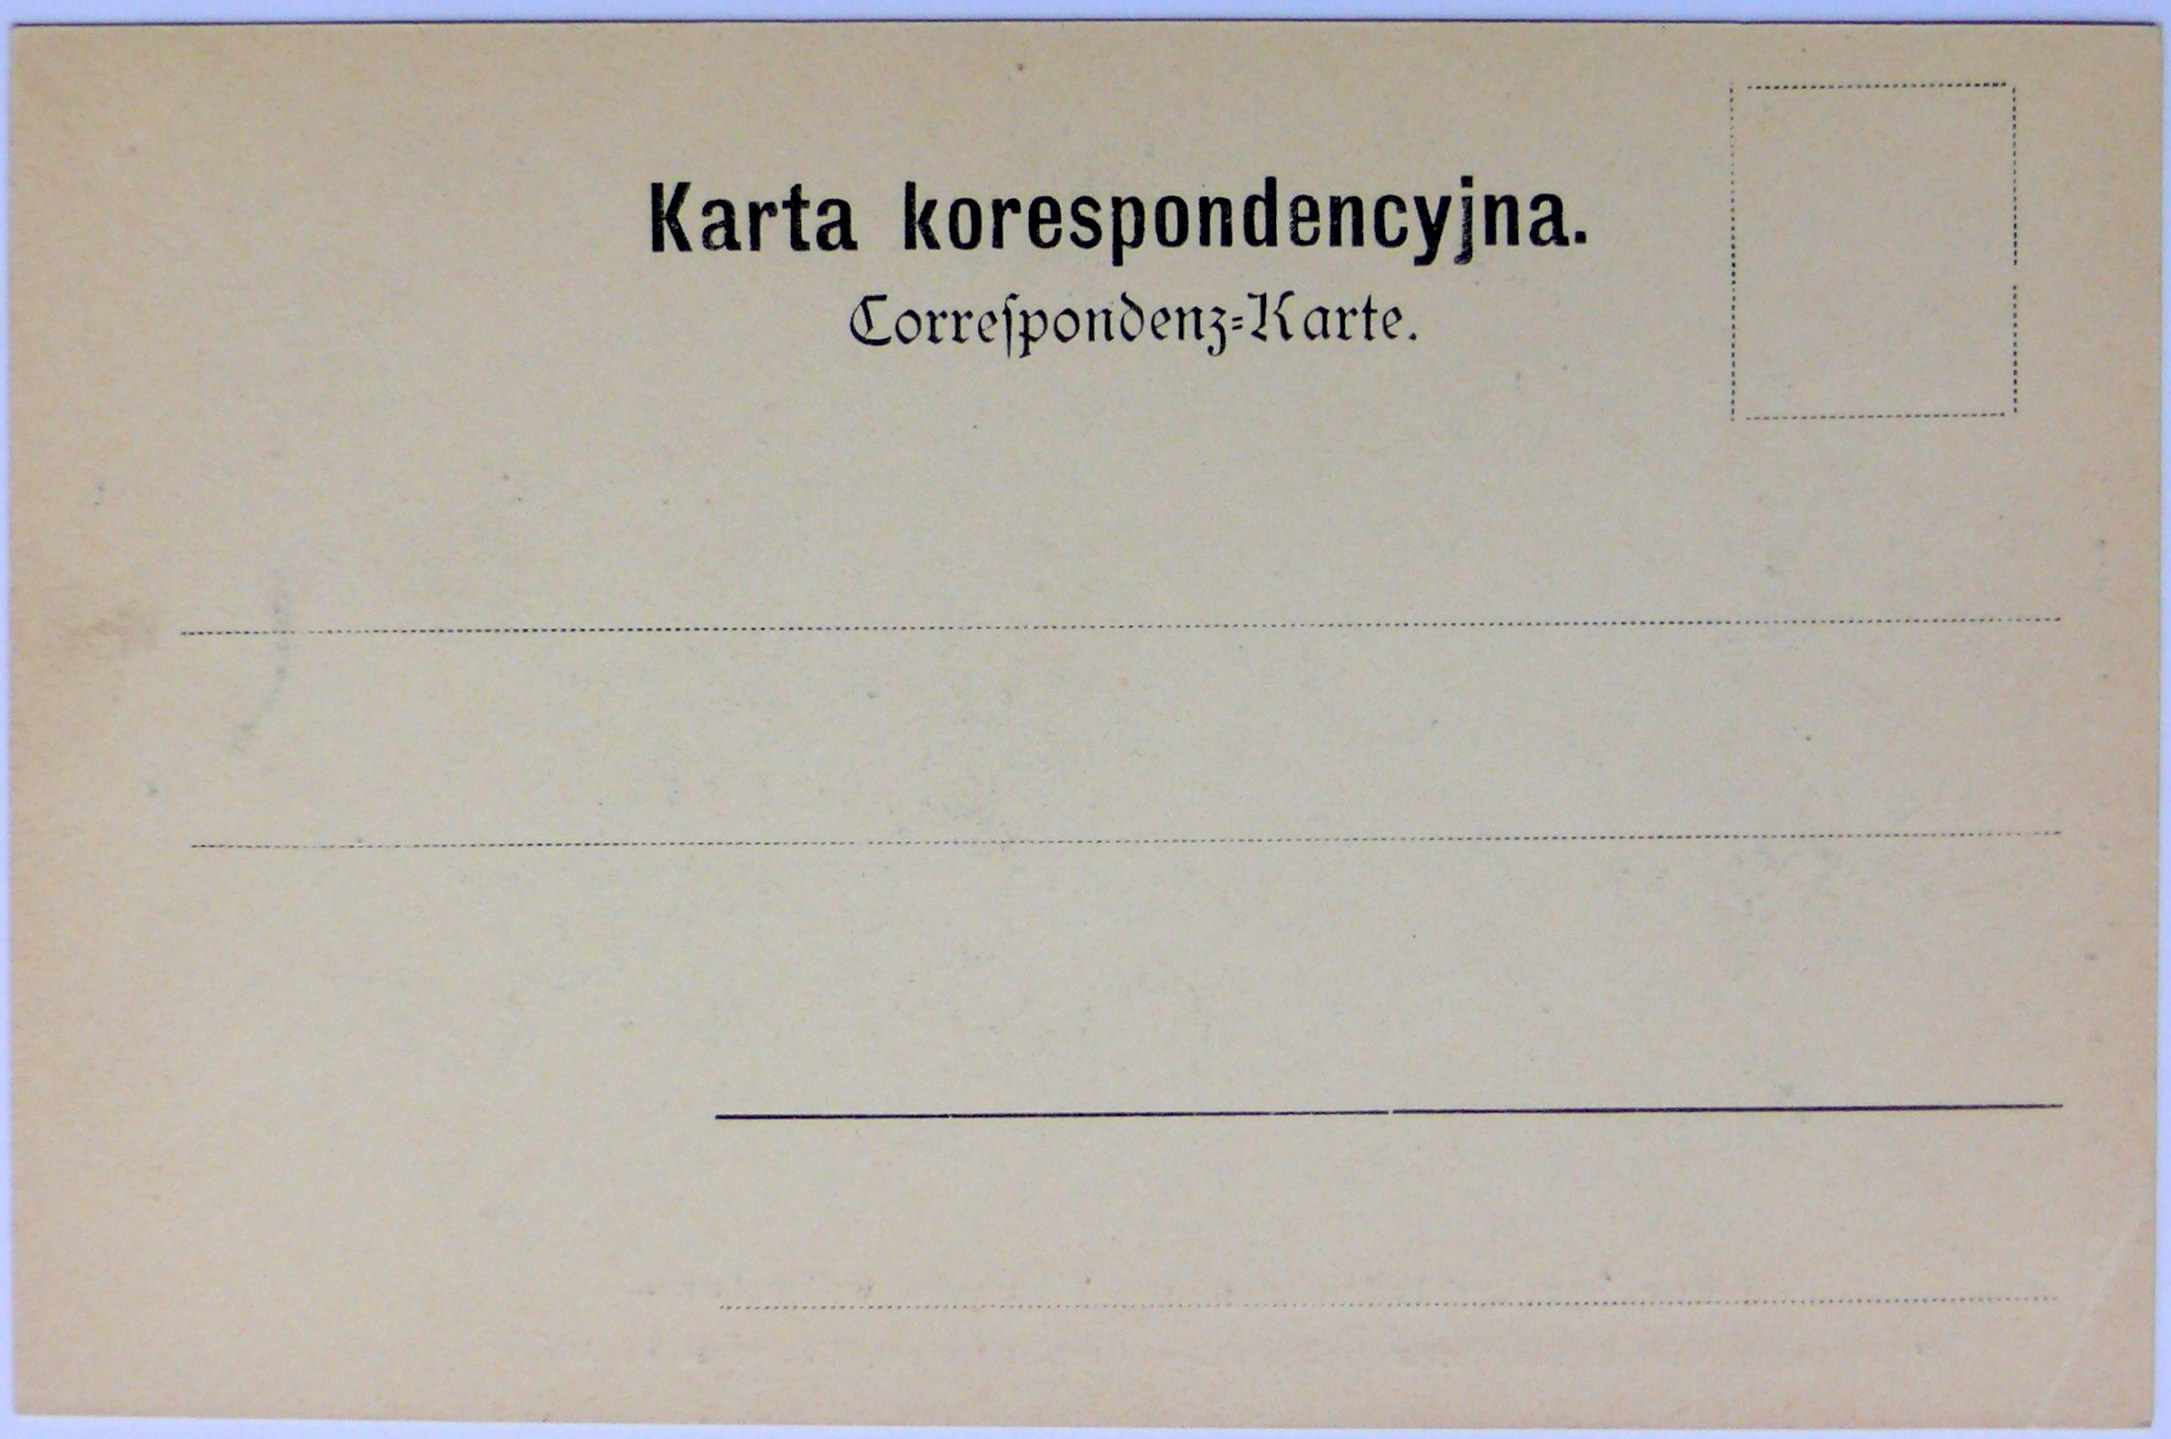 Karta korespondencyjna.
Correſpondenz-Karte.